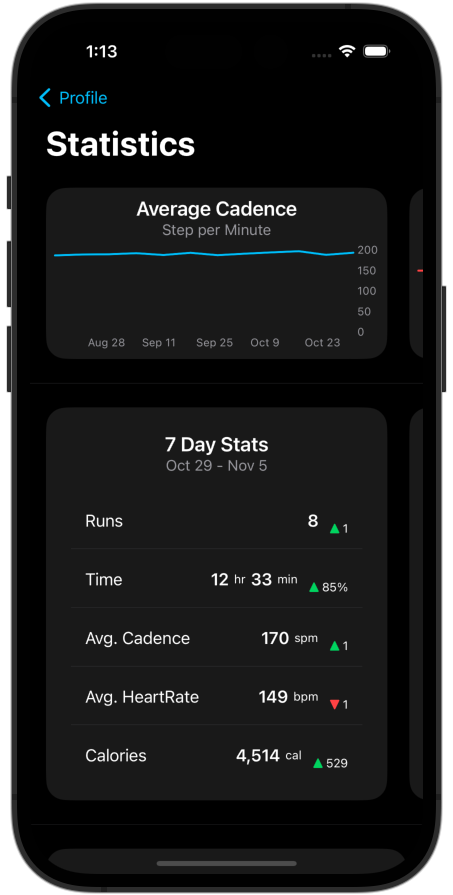 1:13
Profile
Statistics
Average Cadence
Step per Minute
200
150
100
50
0
Aug 28 Sep 11 Sep 25 Oct 9 Oct 23
7 Day Stats
Oct 29 - Nov 5
Runs 8 ▲ 1
Time 12 hr 33 min ▲ 85%
Avg. Cadence 170 spm ▲ 1
Avg. HeartRate 149 bpm ▼ 1
Calories 4,514 cal ▲ 529